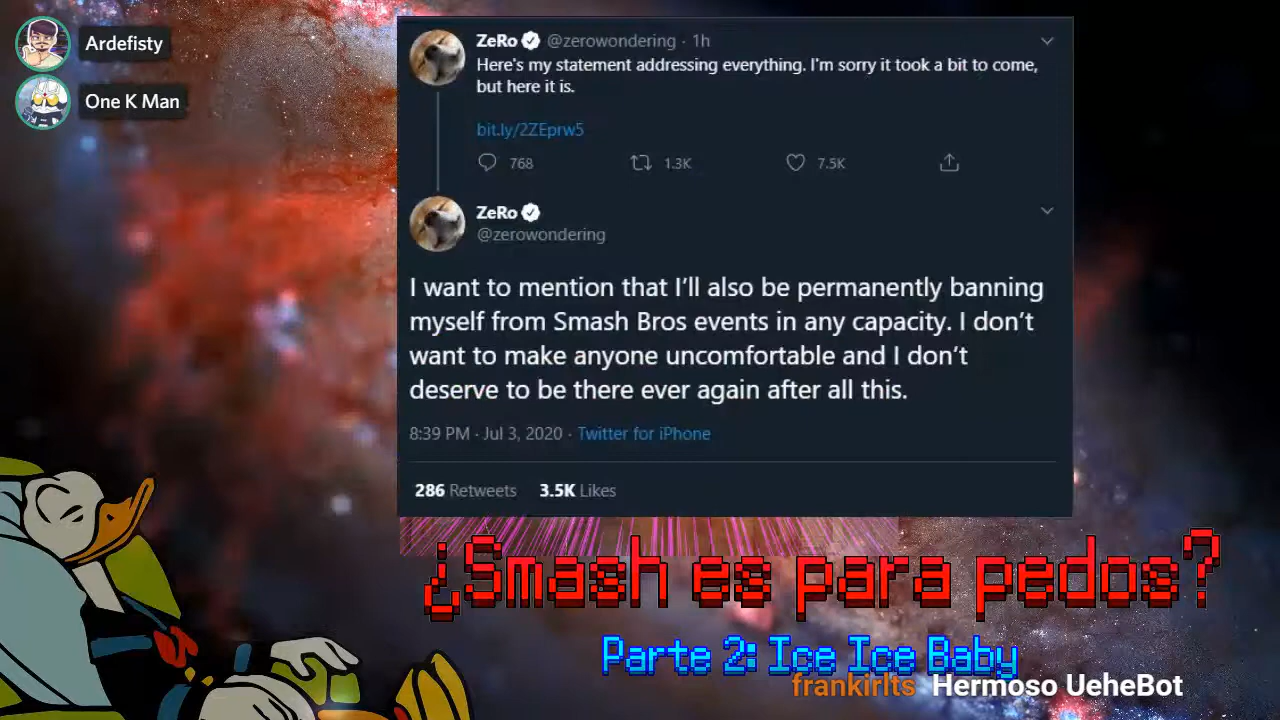 Ardefisty
One K Man
ZeRo @zerowondering · 1h
Here's my statement addressing everything. I'm sorry it took a bit to come,
but here it is.
bit.ly/2ZEprw5
768 1.3K 7.5K
ZeRo
@zerowondering
I want to mention that I'll also be permanently banning
myself from Smash Bros events in any capacity. I don't
want to make anyone uncomfortable and I don't
deserve to be there ever again after all this.
8:39 PM · Jul 3, 2020 · Twitter for iPhone
286 Retweets 3.5K Likes
¿Smash es para pedos?
Parte 2: Ice Ice Baby
frankirlts Hermoso UeheBot